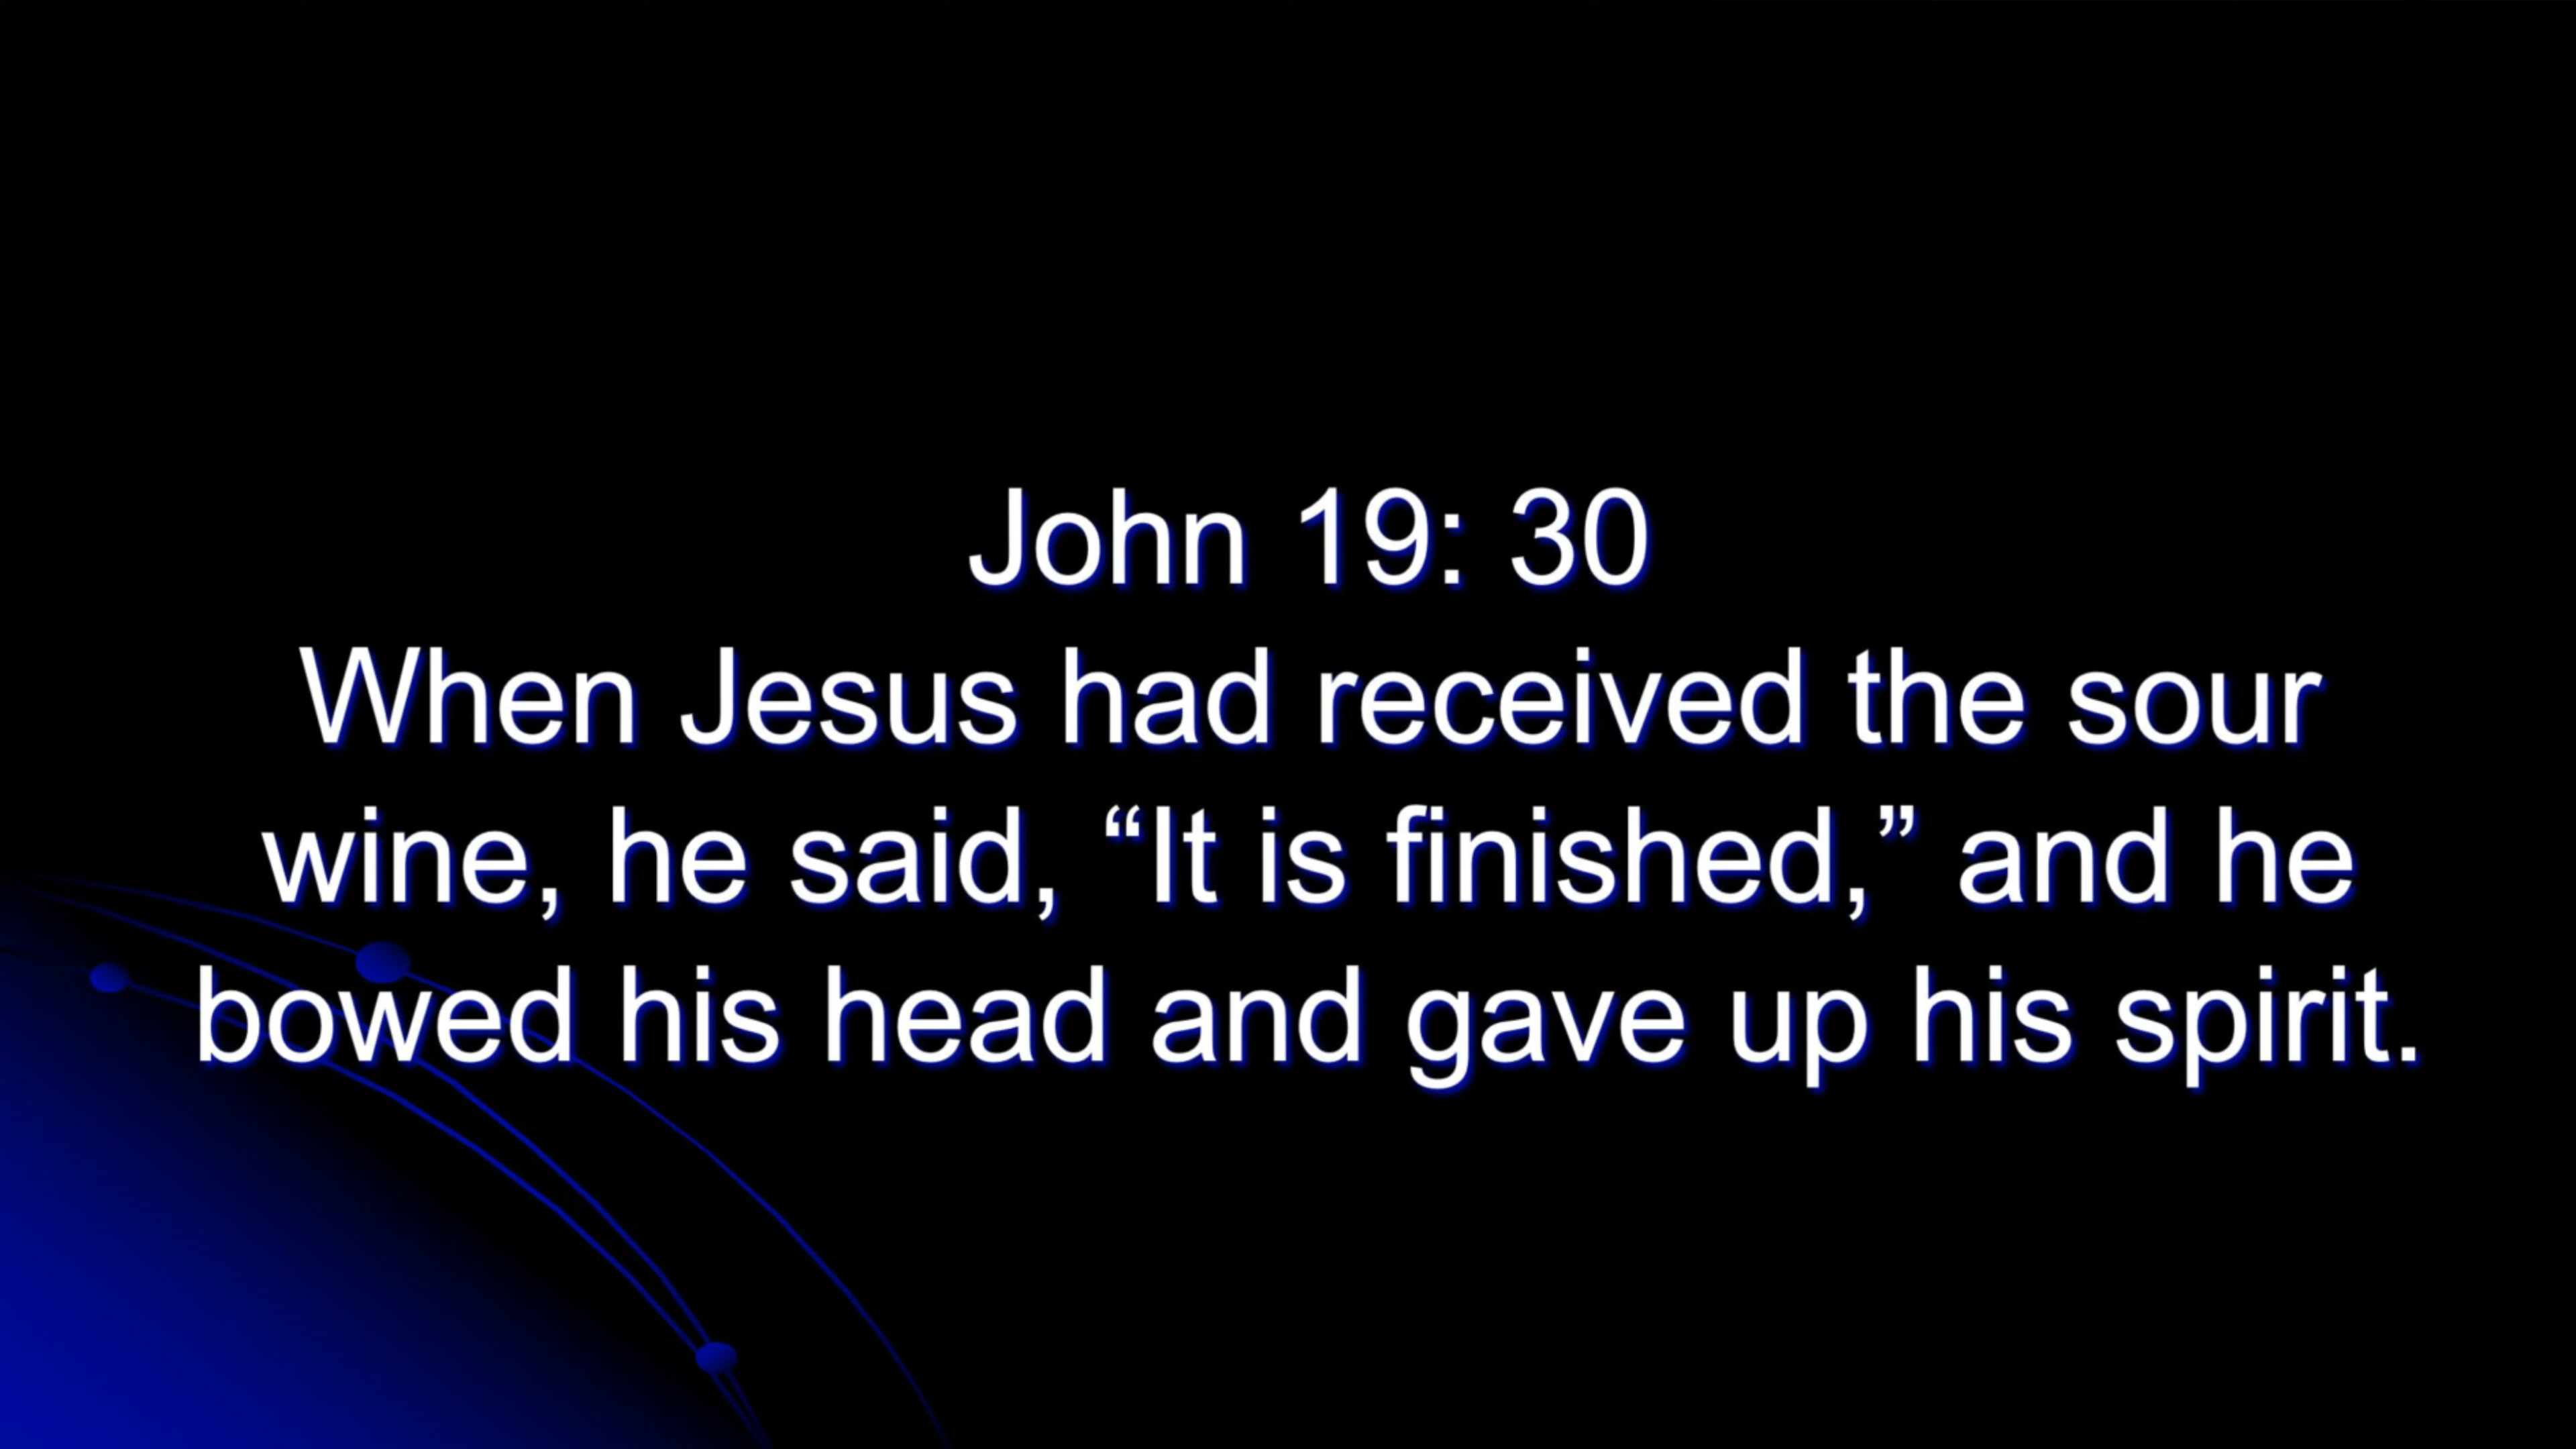 John 19: 30
When Jesus had received the sour
wine, he said, “It is finished,” and he
bowed his head and gave up his spirit.